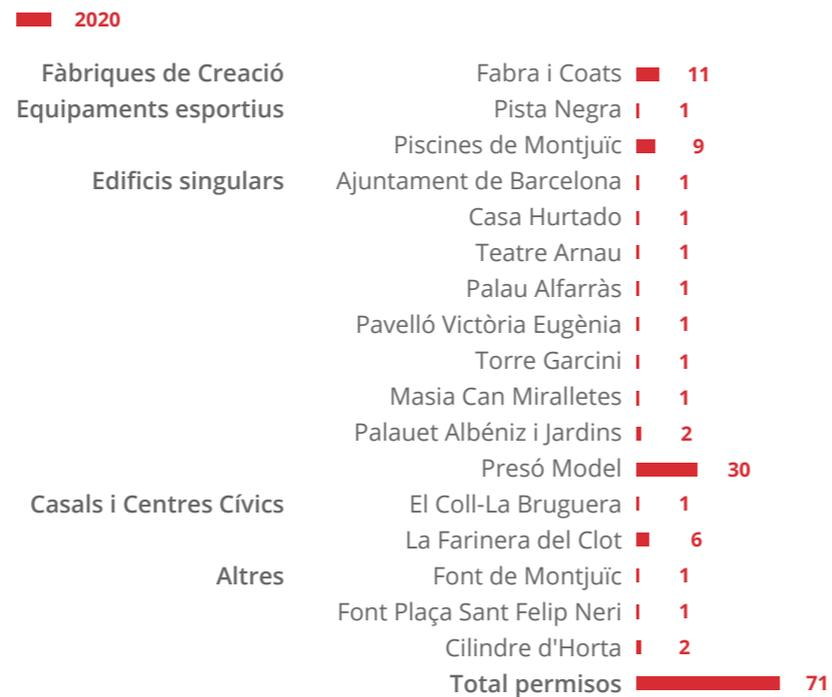 2020
Fàbriques de Creació Fabra i Coats 11
Equipaments esportius Pista Negra 1
Piscines de Montjuïc 9
Edificis singulars Ajuntament de Barcelona 1
Casa Hurtado 1
Teatre Arnau 1
Palau Alfarràs 1
Pavelló Victòria Eugènia 1
Torre Garcini 1
Masia Can Miralletes 1
Palauet Albéniz i Jardins 2
Presó Model 30
Casals i Centres Cívics El Coll-La Bruguera 1
La Farinera del Clot 6
Altres Font de Montjuïc 1
Font Plaça Sant Felip Neri 1
Cilindre d'Horta 2
Total permisos 71